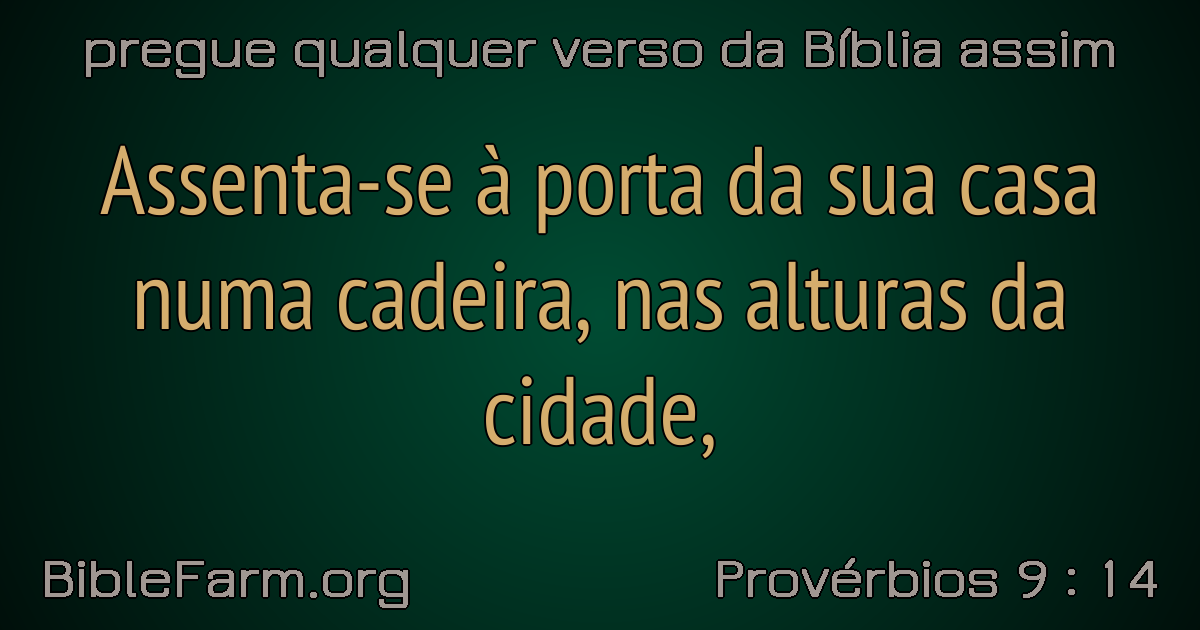 pregue qualquer verso da Bíblia assim
Assenta-se à porta da sua casa
numa cadeira, nas alturas da
cidade,
BibleFarm.org
Provérbios 9 : 14